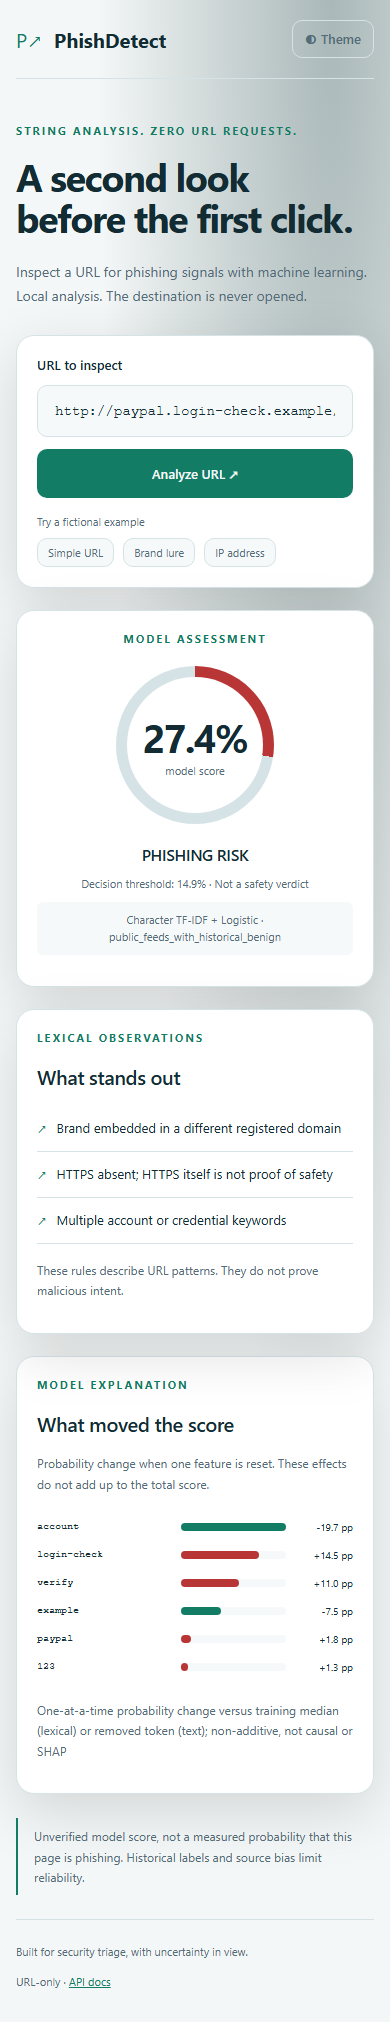 P↗ PhishDetect
◐ Theme
STRING ANALYSIS. ZERO URL REQUESTS.
A second look
before the first click.
Inspect a URL for phishing signals with machine learning.
Local analysis. The destination is never opened.
URL to inspect
http://paypal.login-check.example/
Analyze URL ↗
Try a fictional example
Simple URL
Brand lure
IP address
MODEL ASSESSMENT
27.4%
model score
PHISHING RISK
Decision threshold: 14.9% · Not a safety verdict
Character TF-IDF + Logistic ·
public_feeds_with_historical_benign
LEXICAL OBSERVATIONS
What stands out
↗ Brand embedded in a different registered domain
↗ HTTPS absent; HTTPS itself is not proof of safety
↗ Multiple account or credential keywords
These rules describe URL patterns. They do not prove
malicious intent.
MODEL EXPLANATION
What moved the score
Probability change when one feature is reset. These effects
do not add up to the total score.
account -19.7 pp
login-check +14.5 pp
verify +11.0 pp
example -7.5 pp
paypal +1.8 pp
123 +1.3 pp
One-at-a-time probability change versus training median
(lexical) or removed token (text); non-additive, not causal or
SHAP
Unverified model score, not a measured probability that this
page is phishing. Historical labels and source bias limit
reliability.
Built for security triage, with uncertainty in view.
URL-only · API docs